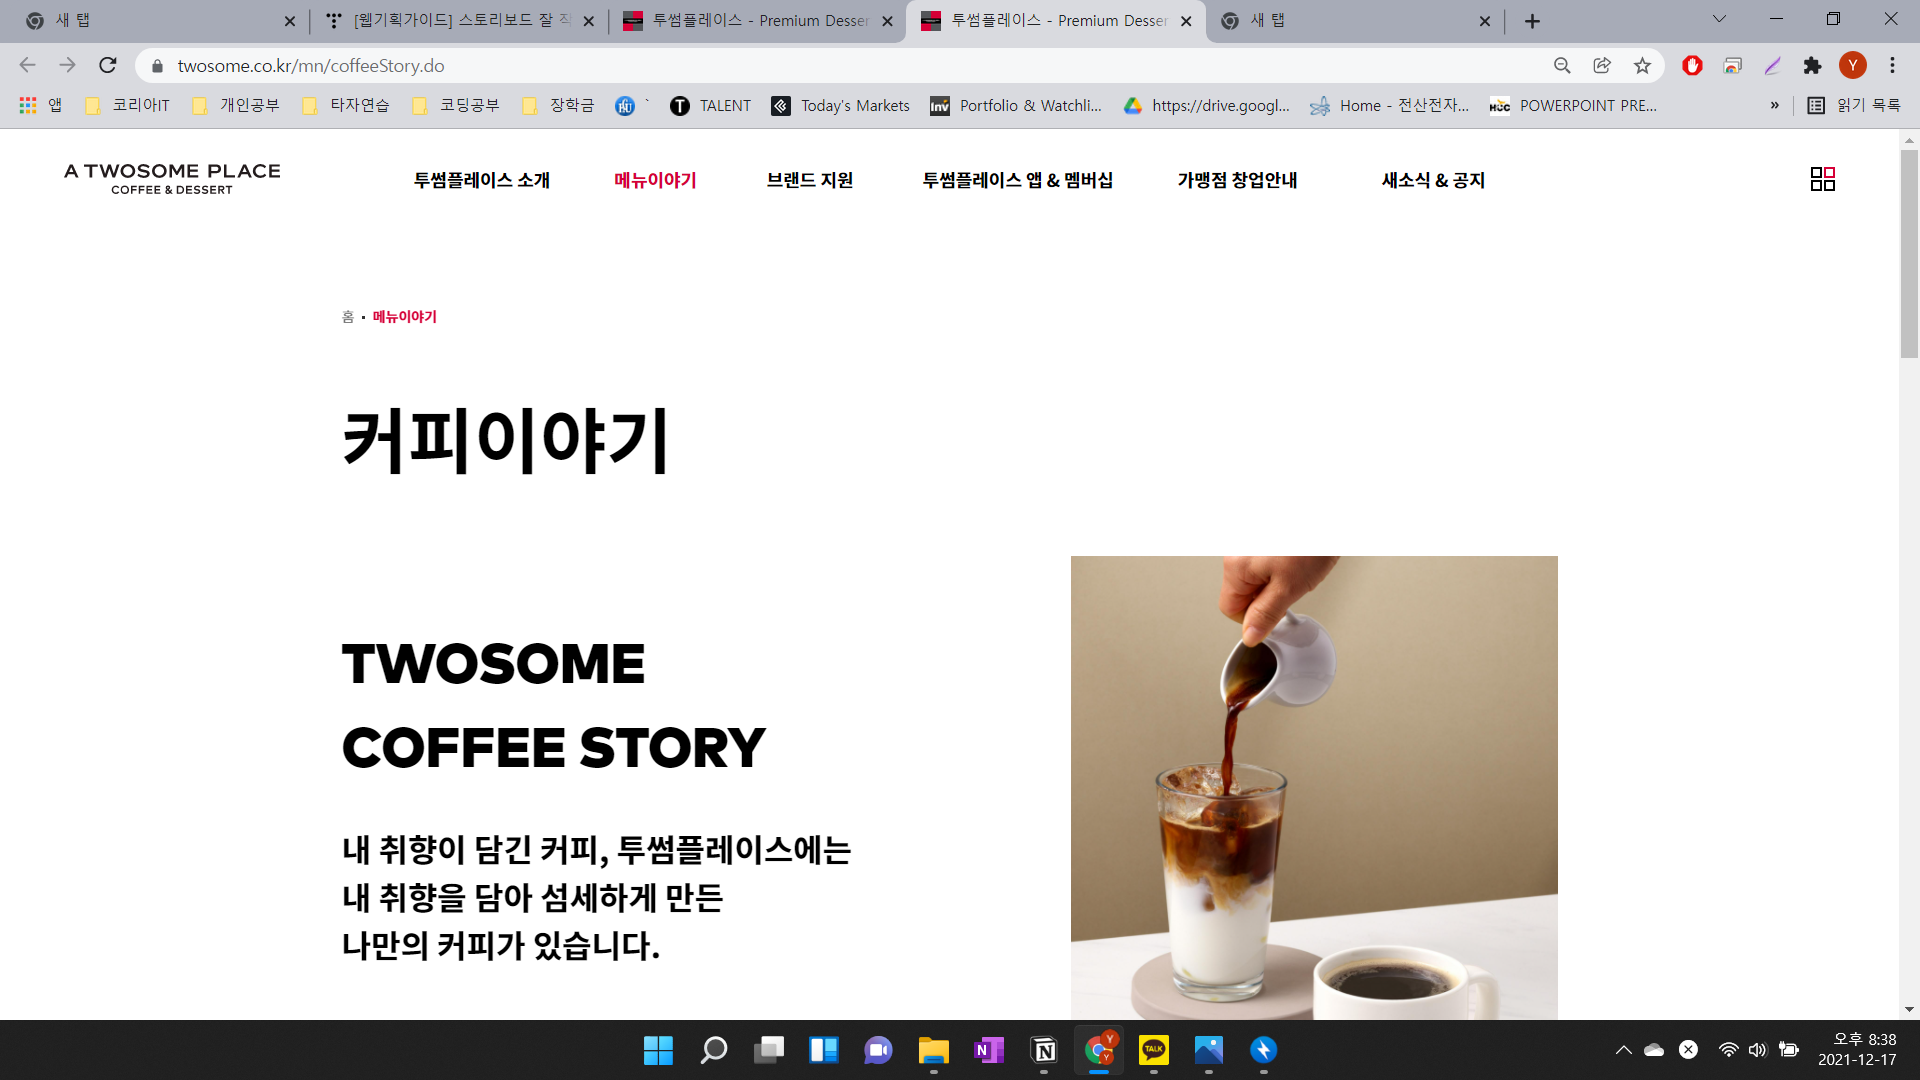 새 탭
[웹기획가이드] 스토리보드 잘 작
투썸플레이스 - Premium Desser
투썸플레이스 - Premium Desser
새 탭
twosome.co.kr/mn/coffeeStory.do
Y
앱
코리아IT
개인공부
타자연습
코딩공부
장학금
`
TALENT
Today's Markets
Inv
Portfolio & Watchli...
https://drive.googl...
Home - 전산전자...
POWERPOINT PRE...
»
읽기 목록
A TWOSOME PLACE
COFFEE & DESSERT
투썸플레이스 소개
메뉴이야기
브랜드 지원
투썸플레이스 앱 & 멤버십
가맹점 창업안내
새소식 & 공지
홈 • 메뉴이야기
커피이야기
TWOSOME
COFFEE STORY
내 취향이 담긴 커피, 투썸플레이스에는
내 취향을 담아 섬세하게 만든
나만의 커피가 있습니다.
TALK
오후 8:38
2021-12-17